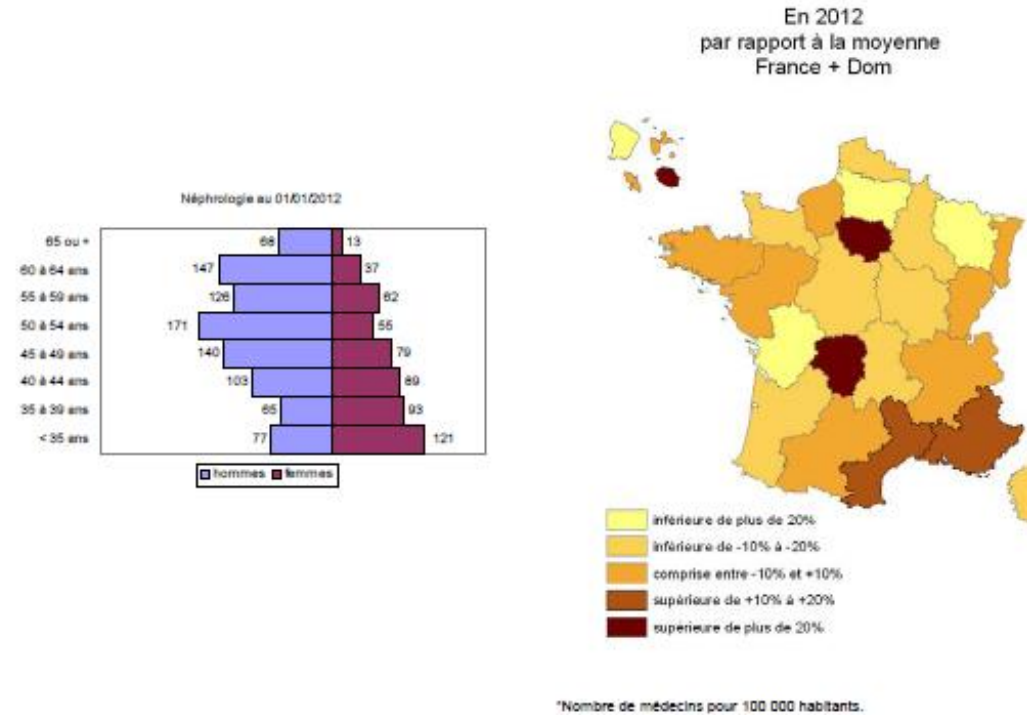 En 2012
par rapport à la moyenne
France + Dom
Néphrologie au 01/01/2012
65 ou + 68 13
60 à 64 ans 147 37
55 à 59 ans 126 62
50 à 54 ans 171 55
45 à 49 ans 140 79
40 à 44 ans 103 89
35 à 39 ans 65 93
< 35 ans 77 121
hommes femmes
inférieure de plus de 20%
inférieure de -10% à -20%
comprise entre -10% et +10%
supérieure de +10% à +20%
supérieure de plus de 20%
*Nombre de médecins pour 100 000 habitants.